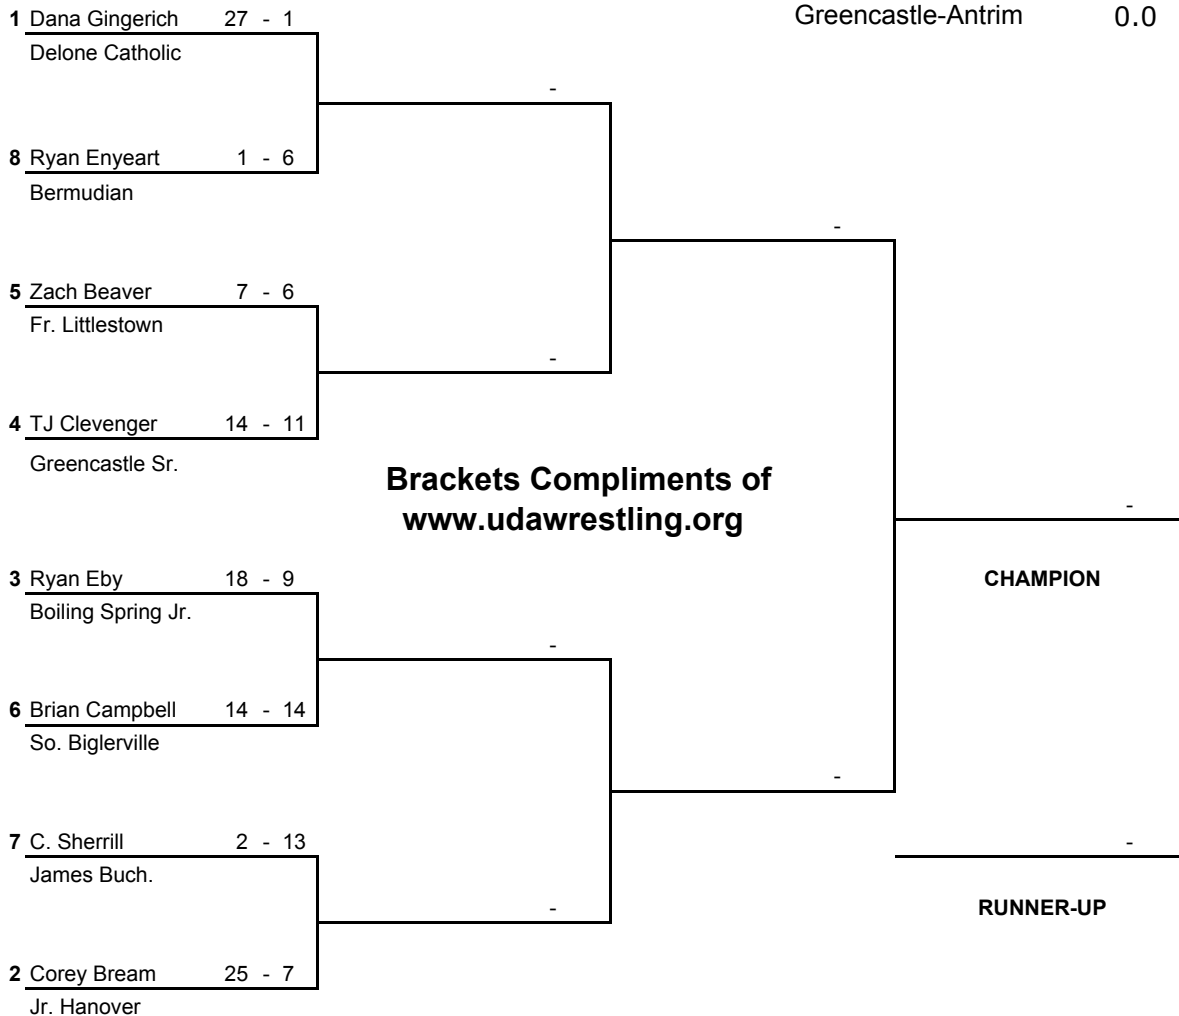 1 Dana Gingerich 27 - 1
Greencastle-Antrim 0.0
Delone Catholic
-
8 Ryan Enyeart 1 - 6
Bermudian
-
5 Zach Beaver 7 - 6
Fr. Littlestown
-
4 TJ Clevenger 14 - 11
Greencastle Sr.
Brackets Compliments of
www.udawrestling.org
-
3 Ryan Eby 18 - 9
CHAMPION
Boiling Spring Jr.
-
6 Brian Campbell 14 - 14
So. Biglerville
-
7 C. Sherrill 2 - 13
-
James Buch.
-
RUNNER-UP
2 Corey Bream 25 - 7
Jr. Hanover